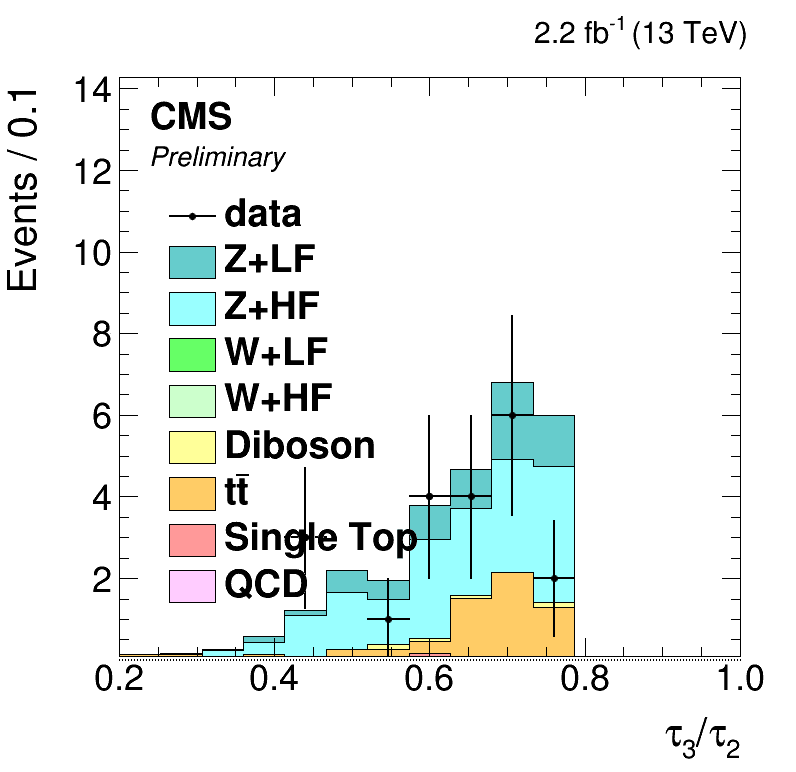 2.2 fb⁻¹ (13 TeV)
Events / 0.1
14
12
10
8
6
4
2
CMS
Preliminary
data
Z+LF
Z+HF
W+LF
W+HF
Diboson
tt̄
Single Top
QCD
0.2 0.4 0.6 0.8 1.0
τ₃/τ₂